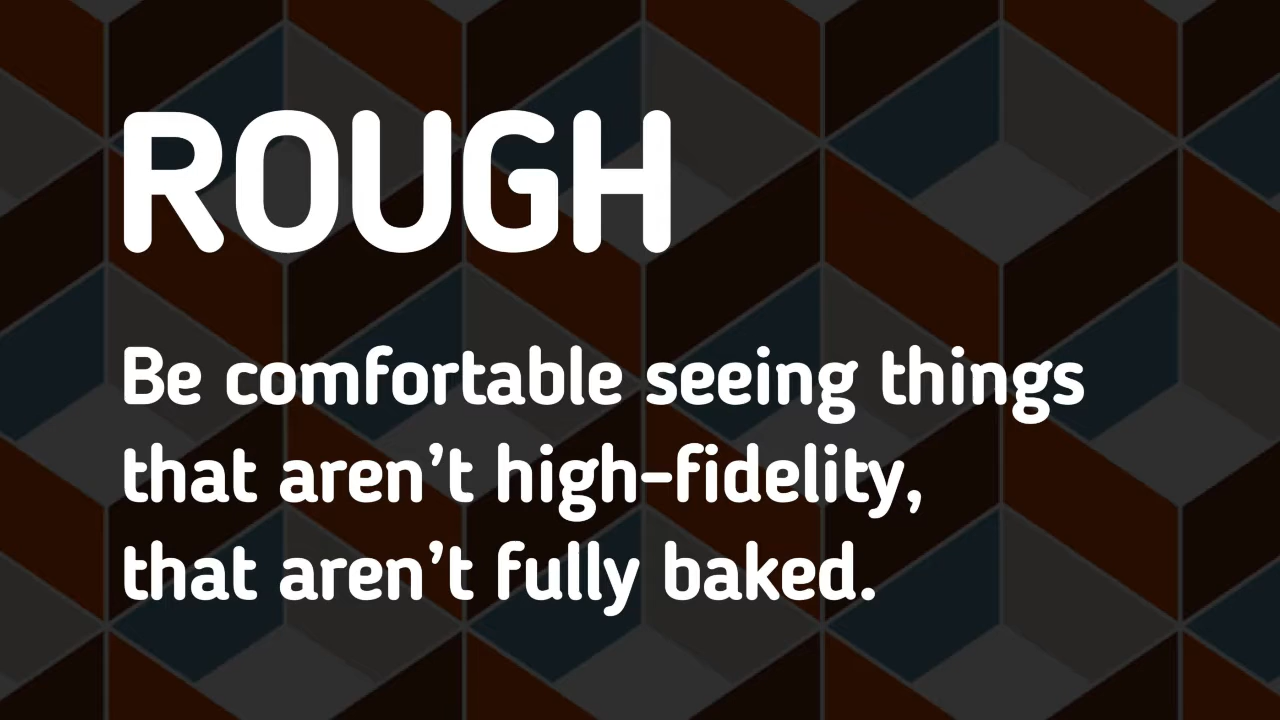 ROUGH
Be comfortable seeing things
that aren’t high-fidelity,
that aren’t fully baked.